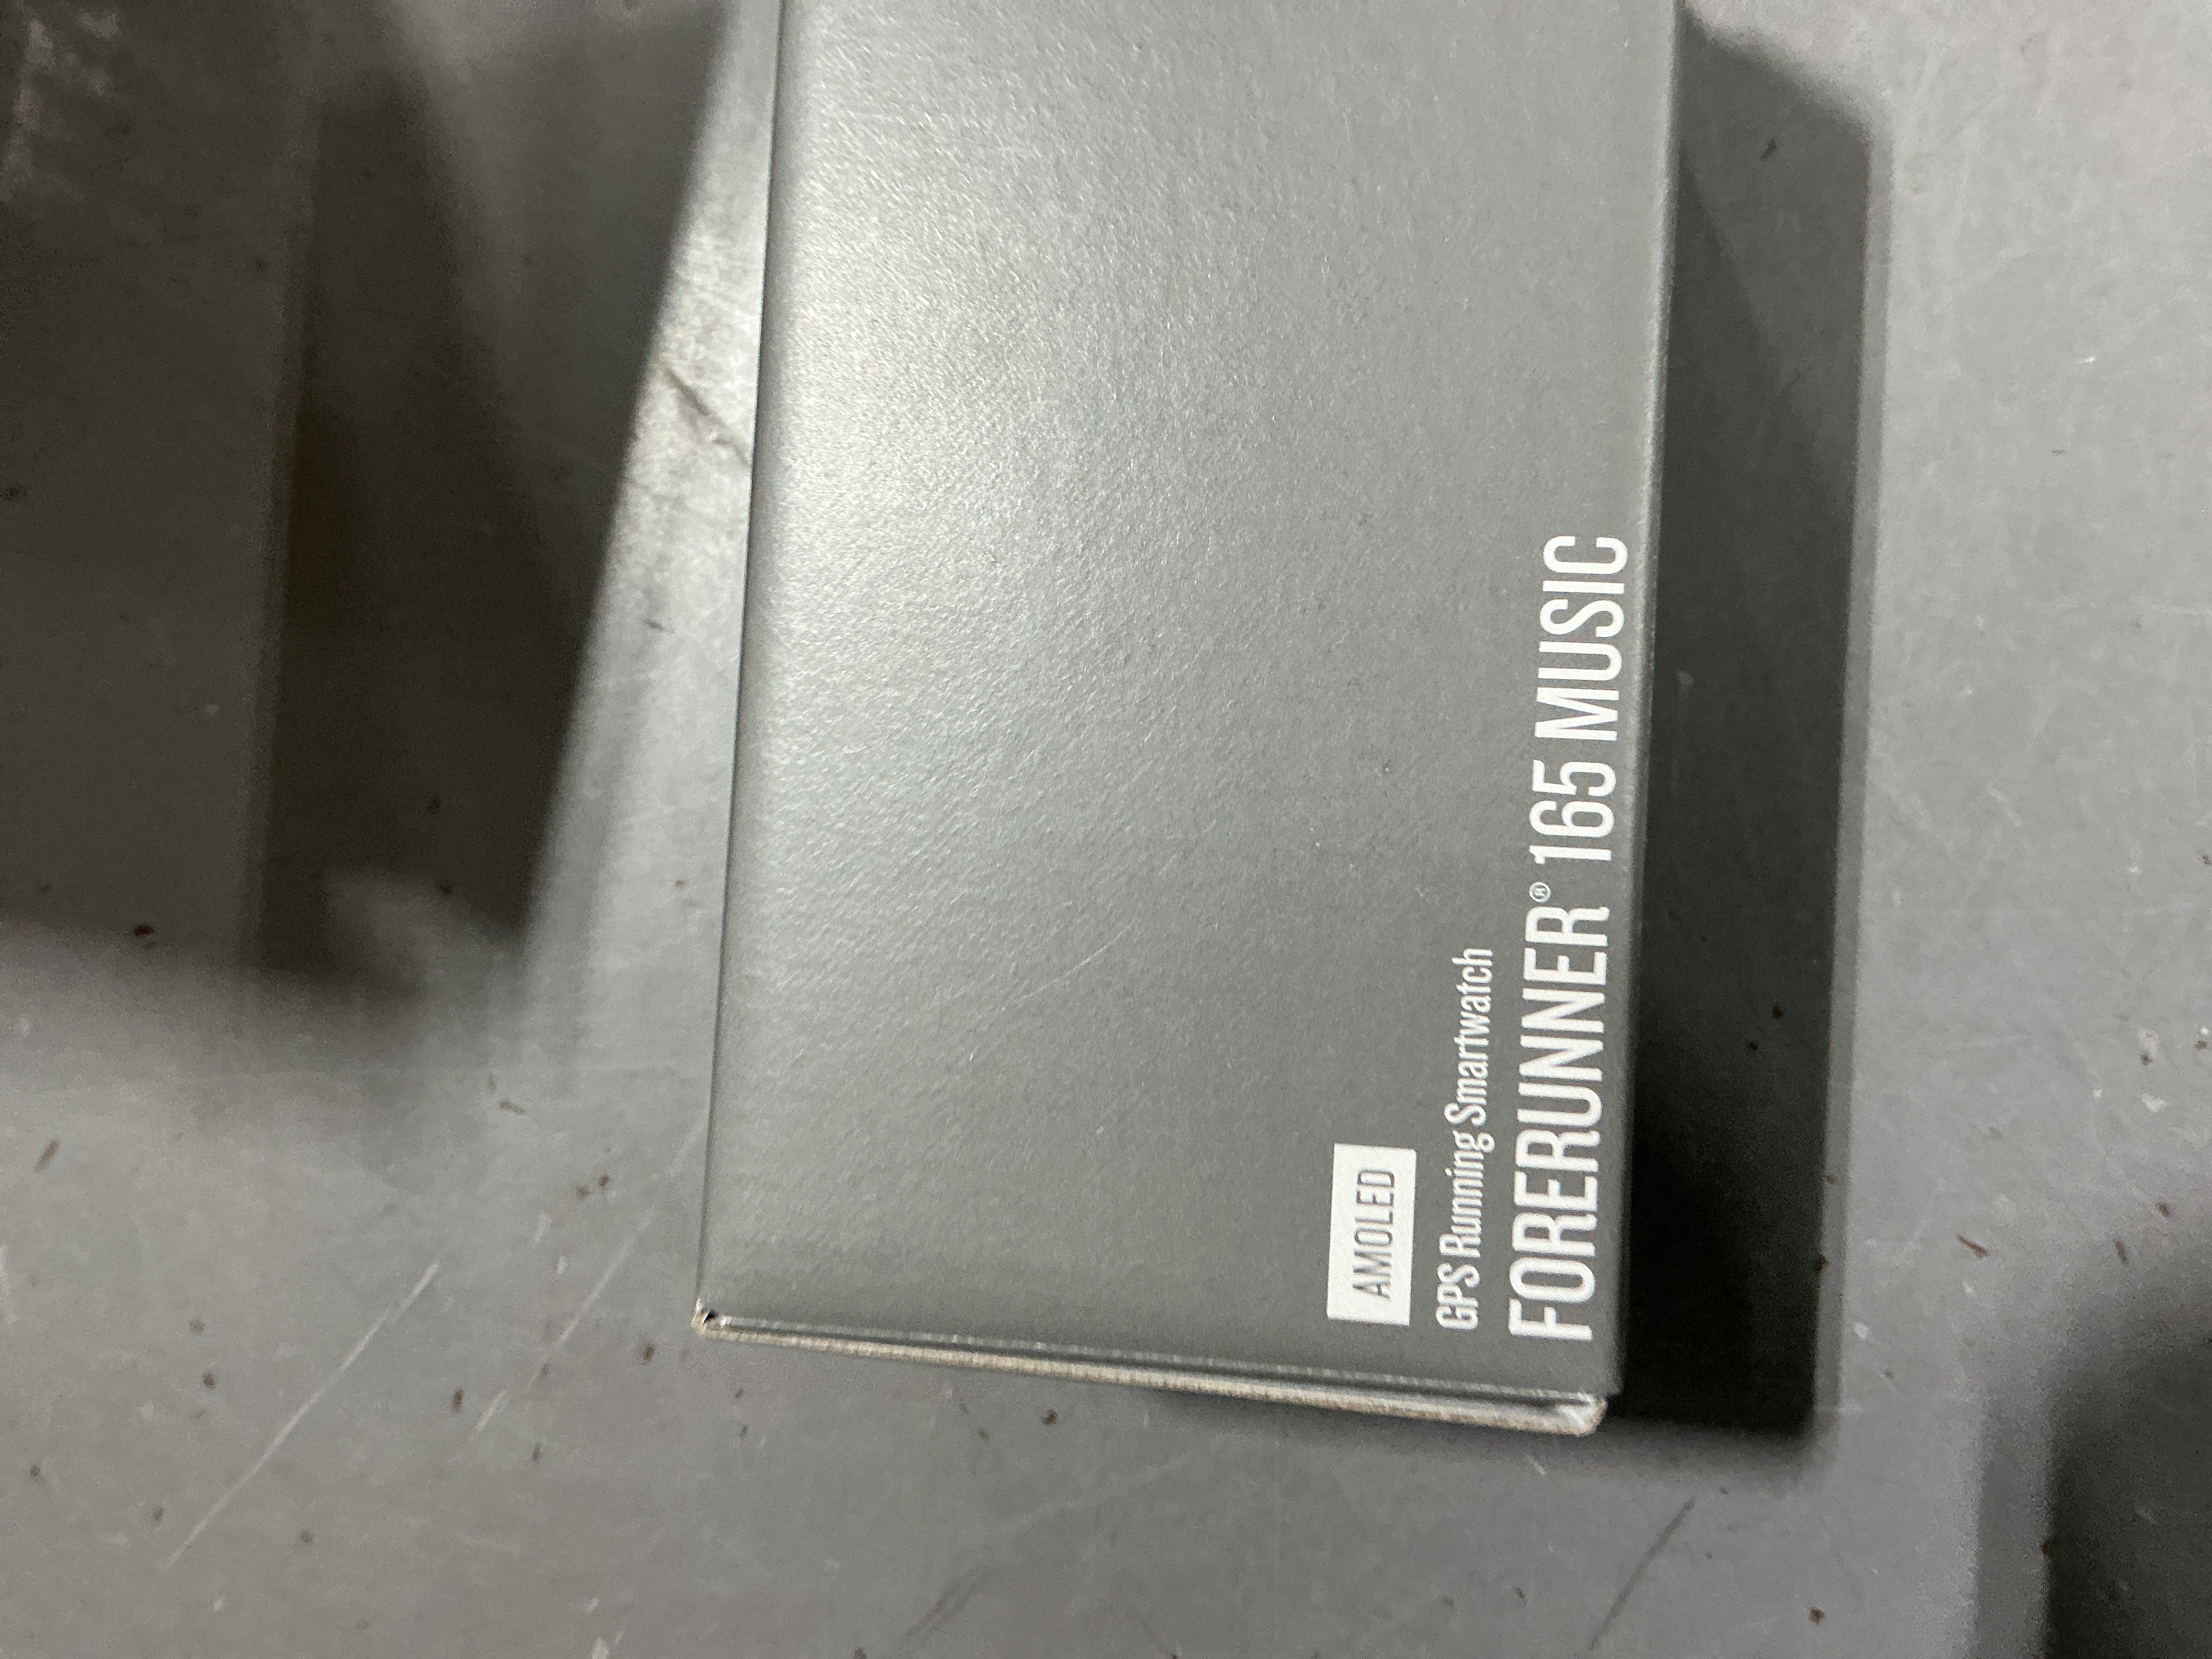 AMOLED
GPS Running Smartwatch
FORERUNNER® 165 MUSIC